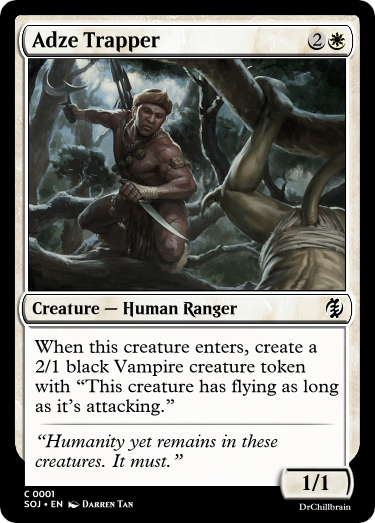 Adze Trapper
2
Creature — Human Ranger
When this creature enters, create a
2/1 black Vampire creature token
with “This creature has flying as long
as it's attacking.”
“Humanity yet remains in these
creatures. It must.”
1/1
C 0001
SOJ • EN Darren Tan
DrChillbrain